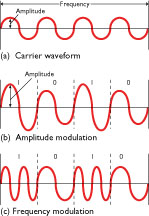 Frequency
Amplitude
(a) Carrier waveform
Amplitude
1 0 1 0
(b) Amplitude modulation
1 0 1 0
(c) Frequency modulation